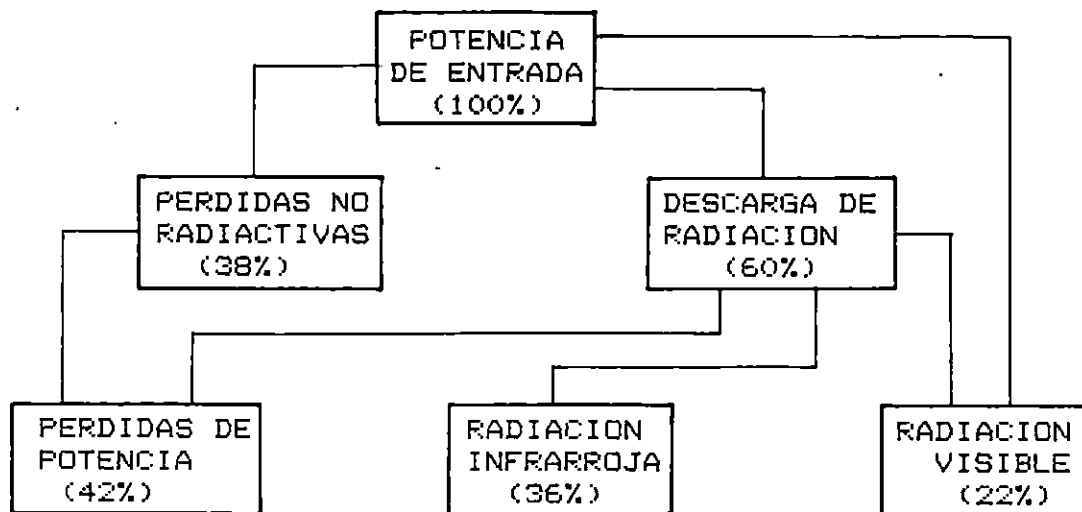 POTENCIA
DE ENTRADA
(100%)
PERDIDAS NO
RADIACTIVAS
(38%)
DESCARGA DE
RADIACION
(60%)
PERDIDAS DE
POTENCIA
(42%)
RADIACION
INFRARROJA
(36%)
RADIACION
VISIBLE
(22%)